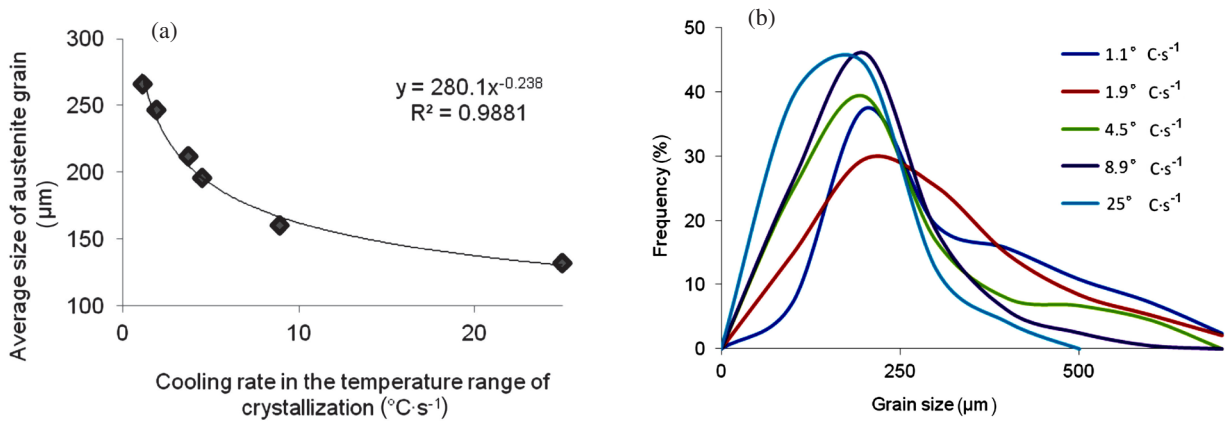 (a)
300
250
200
150
100
0
10
20
Average size of austenite grain
(µm)
y = 280.1x^-0.238
R² = 0.9881
Cooling rate in the temperature range of
crystallization (°C·s⁻¹)
(b)
50
40
30
20
10
0
0
250
500
Frequency (%)
Grain size (µm)
1.1° C·s⁻¹
1.9° C·s⁻¹
4.5° C·s⁻¹
8.9° C·s⁻¹
25° C·s⁻¹